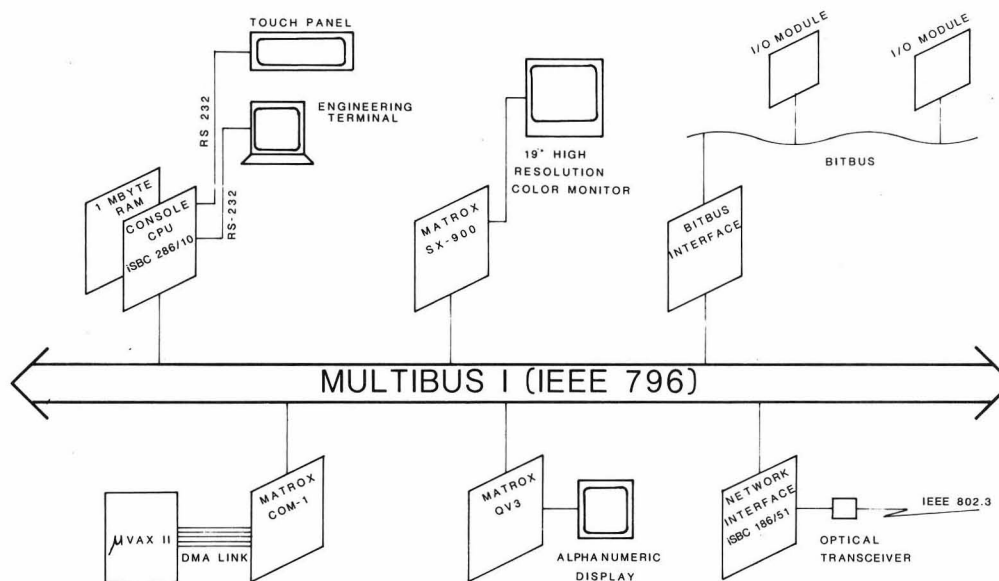 TOUCH PANEL
ENGINEERING
TERMINAL
RS 232
RS-232
1 MBYTE
RAM
CONSOLE
CPU
iSBC 286/10
19" HIGH
RESOLUTION
COLOR MONITOR
MATROX
SX-900
I/O MODULE
I/O MODULE
BITBUS
BITBUS
INTERFACE
MULTIBUS I (IEEE 796)
μVAX II
DMA LINK
MATROX
COM-1
MATROX
QV3
ALPHANUMERIC
DISPLAY
NETWORK
INTERFACE
iSBC 186/51
OPTICAL
TRANSCEIVER
IEEE 802.3